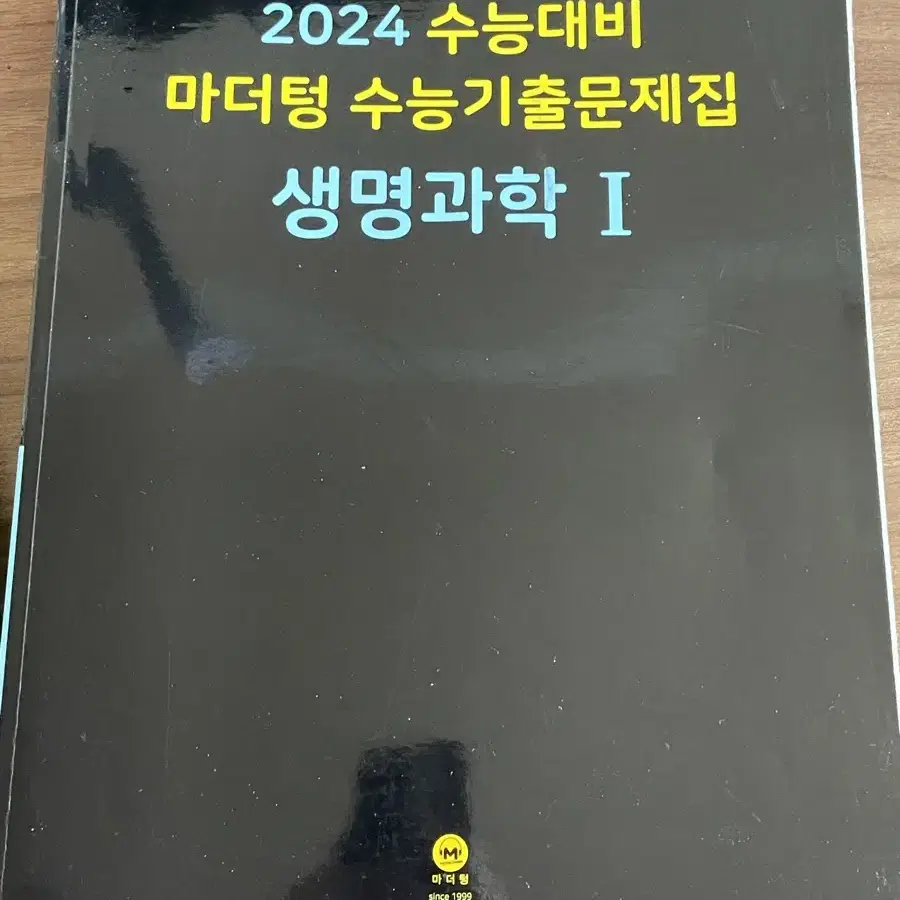 2024 수능대비
마더텅 수능기출문제집
생명과학 I
M
마더텅
since 1999